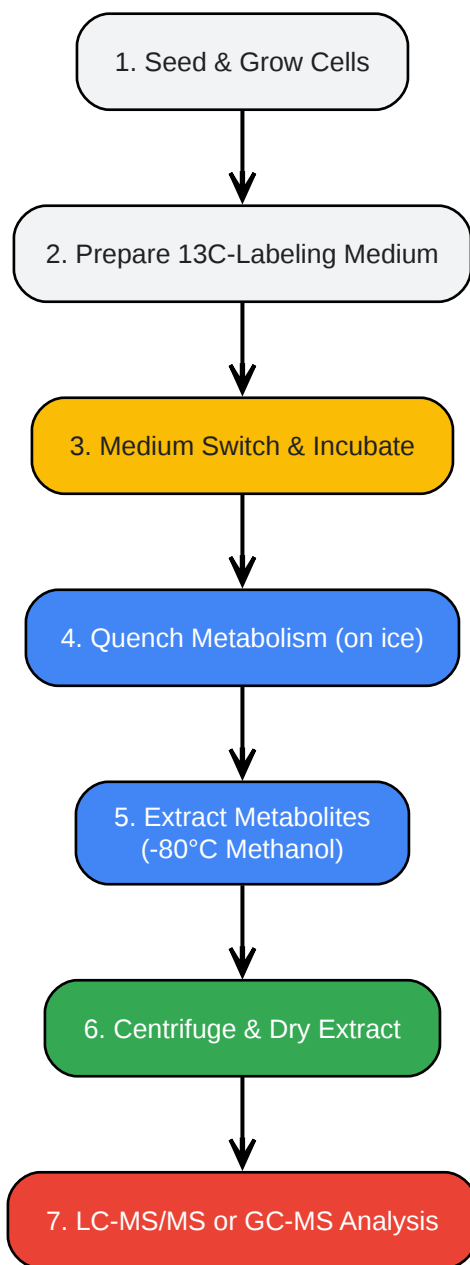 1. Seed & Grow Cells
2. Prepare 13C-Labeling Medium
3. Medium Switch & Incubate
4. Quench Metabolism (on ice)
5. Extract Metabolites
(-80°C Methanol)
6. Centrifuge & Dry Extract
7. LC-MS/MS or GC-MS Analysis